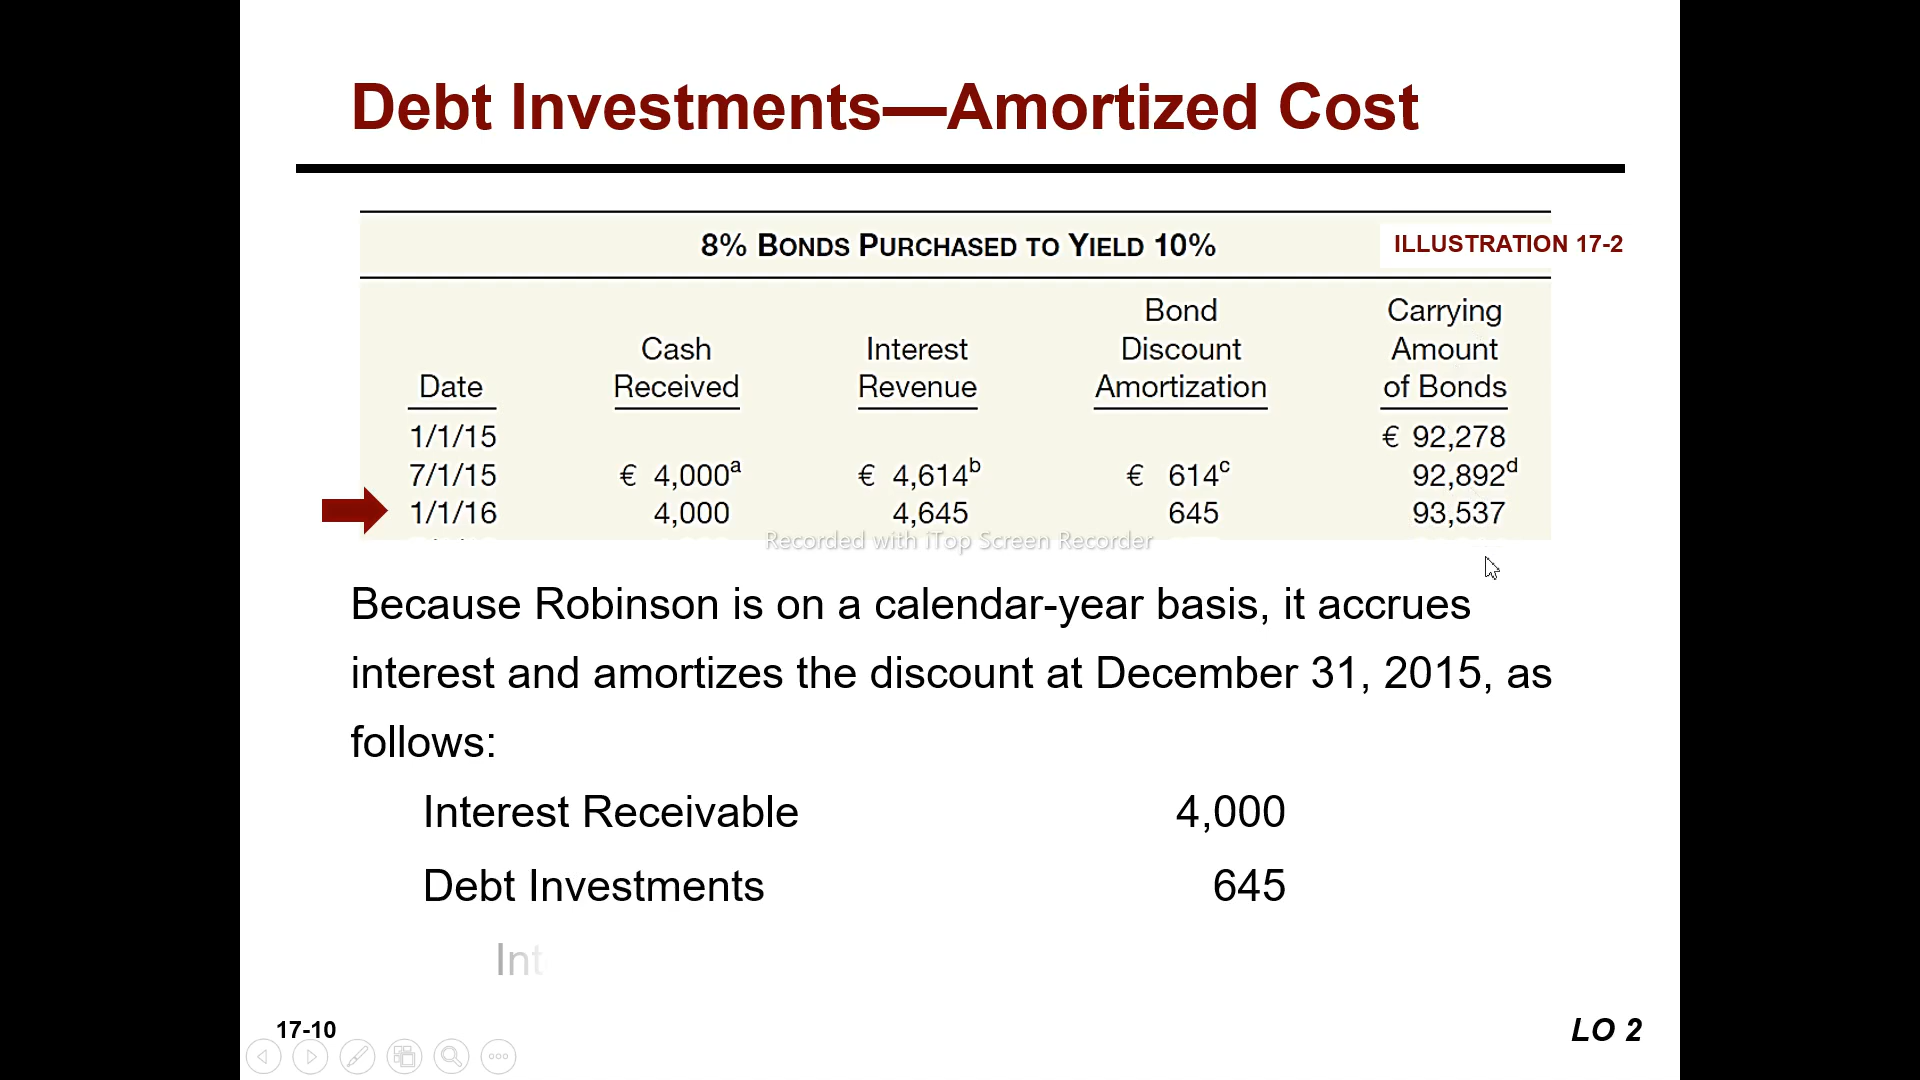 Debt Investments—Amortized Cost
8% BONDS PURCHASED TO YIELD 10%
ILLUSTRATION 17-2
Bond Carrying
Cash Interest Discount Amount
Date Received Revenue Amortization of Bonds
1/1/15 € 92,278
7/1/15 € 4,000a € 4,614b € 614c 92,892d
1/1/16 4,000 4,645 645 93,537
Recorded with iTop Screen Recorder
Because Robinson is on a calendar-year basis, it accrues
interest and amortizes the discount at December 31, 2015, as
follows:
Interest Receivable 4,000
Debt Investments 645
Int
17-10
LO 2